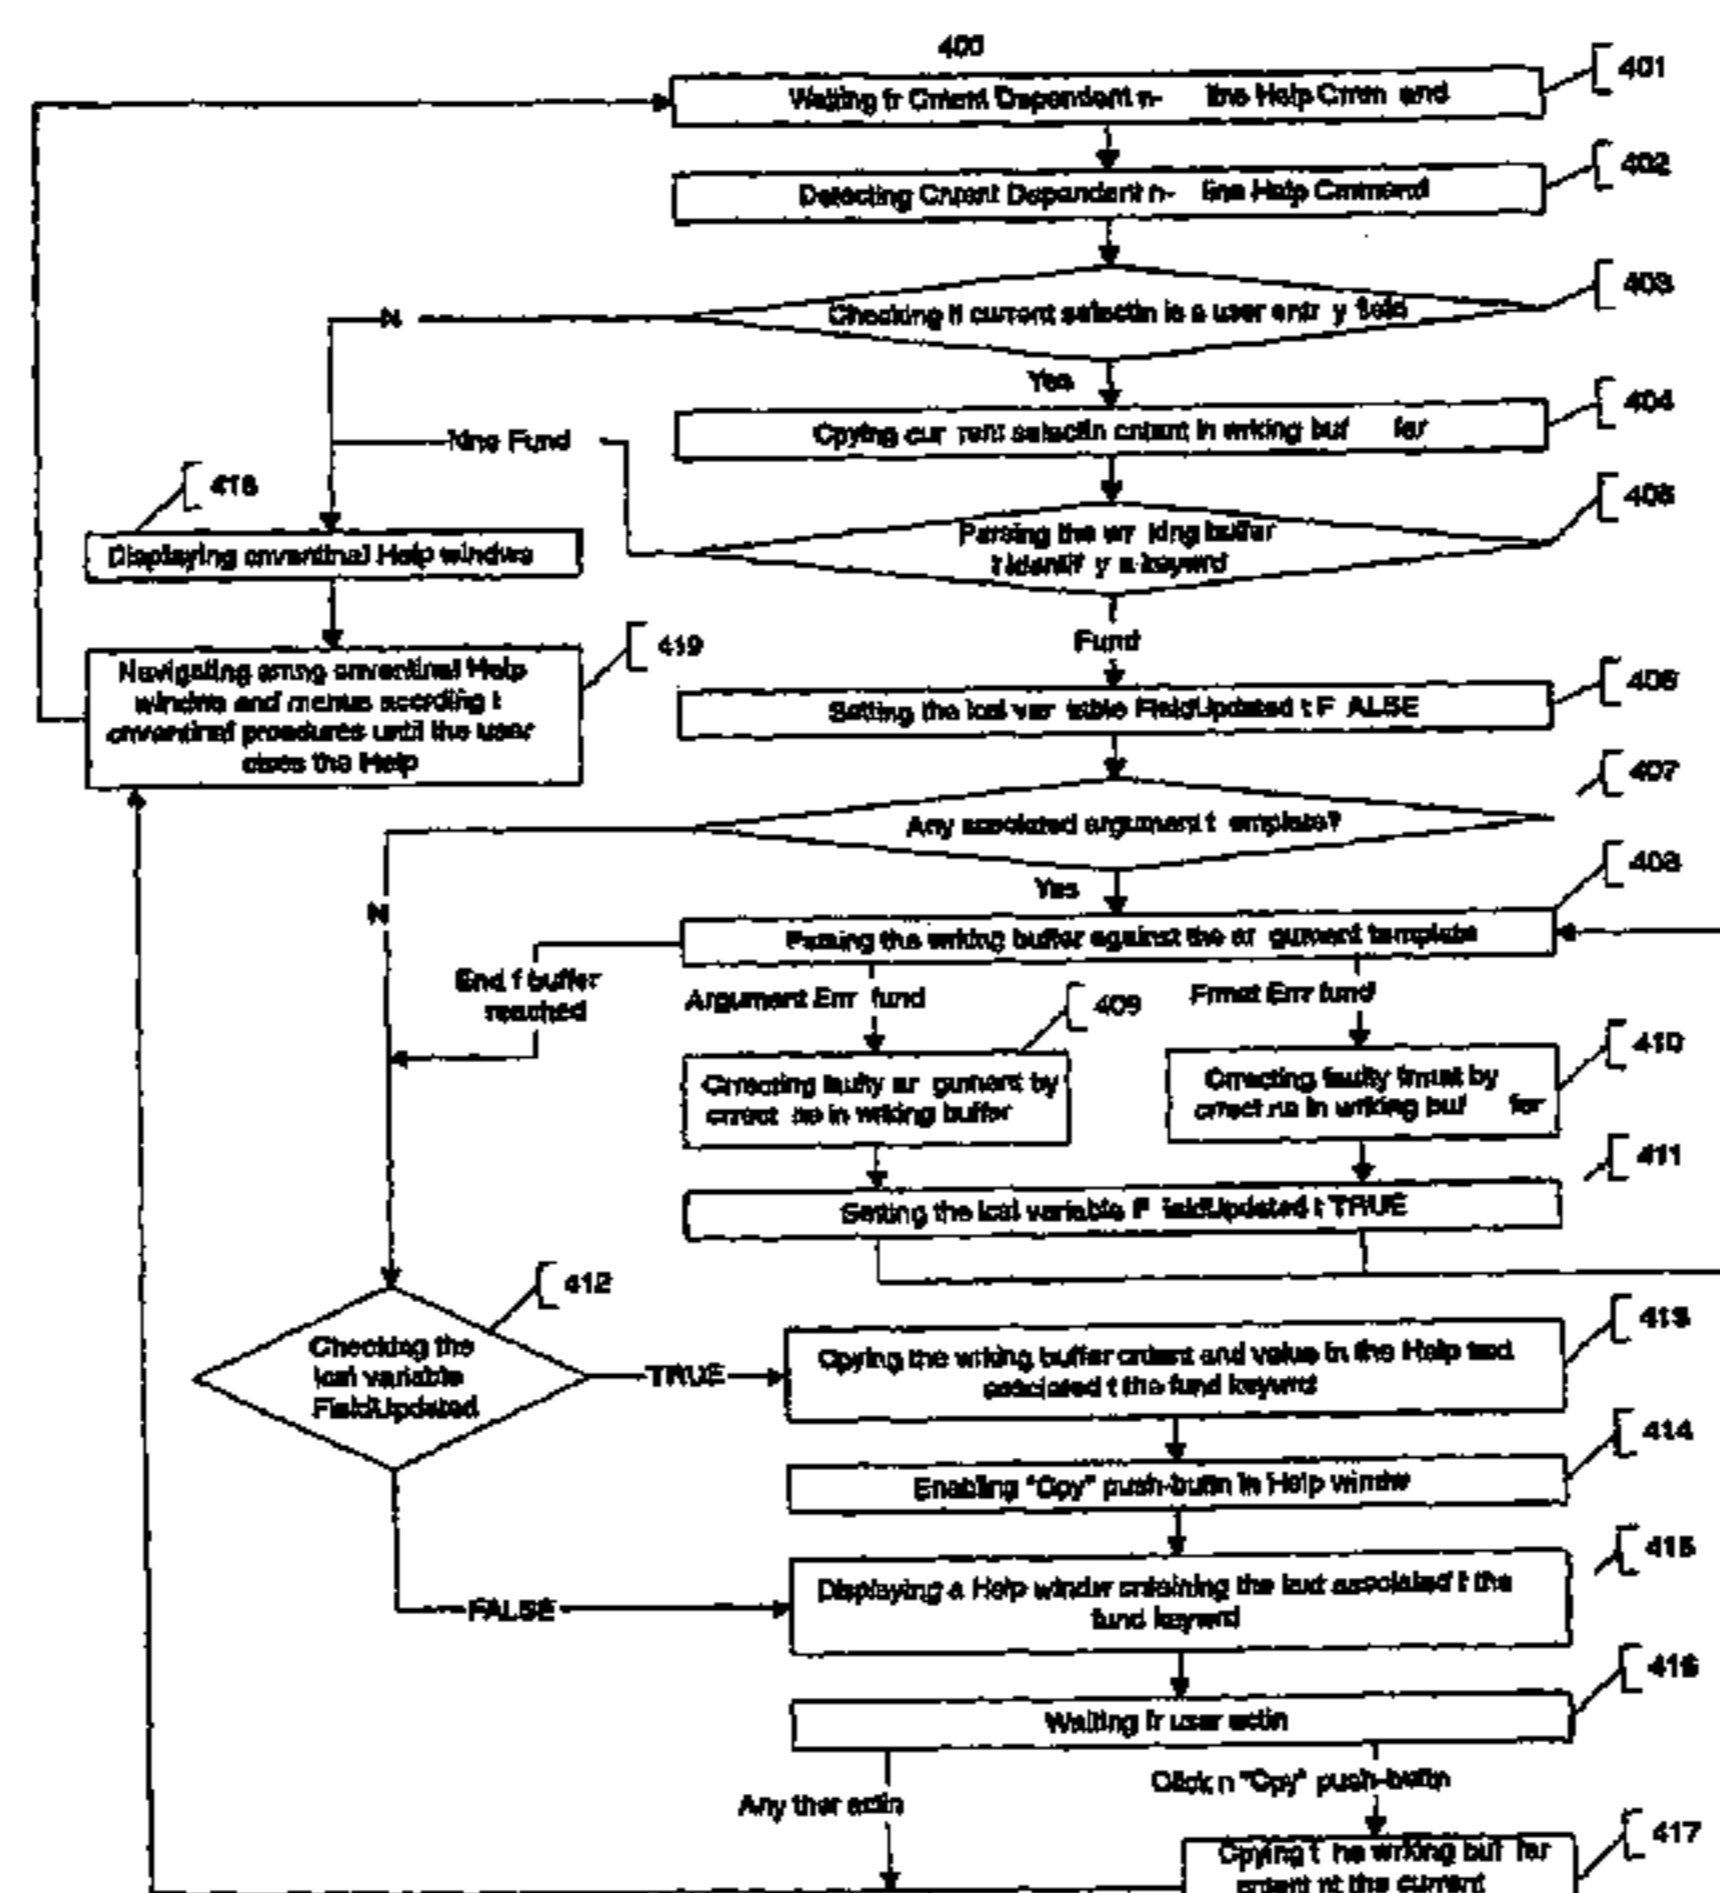 400
Waiting fr Cntent Dependent n- line Help Cmm and
401
Detecting Cntent Dependent n- line Help Cmmand
402
Checking if current selectin is a user entr y field
403
N
Yes
Cpying cur rent selectin cntent in wrking buf fer
404
Nne Fund
Parsing the wr king buffer
t identif y a keywrd
405
418
Displaying cnventinal Help windws
Fund
419
Navigating amng cnventinal Help
windws and menus accrding t
cnventinal prcedures until the user
clses the Help
Setting the lcal var iable FieldUpdated t F ALSE
406
Any assciated argument t emplate?
407
N
Yes
Parsing the wrking buffer against the ar gument template
408
End f buffer
reached
Argument Errr fund
Frmat Errr fund
409
Crrecting faulty ar gument by
crrect ne in wrking buffer
410
Crrecting faulty frmat by
crrect ne in wrking buf fer
Setting the lcal variable F ieldUpdated t TRUE
411
412
Checking the
lcal variable
FieldUpdated
TRUE
Cpying the wrking buffer cntent and value in the Help text
assciated t the fund keywrd
413
Enabling "Cpy" push-buttn in Help windw
414
FALSE
Displaying a Help windw cntaining the text assciated t the
fund keywrd
415
Waiting fr user actin
416
Any ther actin
Click n "Cpy" push-buttn
Cpying t he wrking buf fer
cntent nt the current
417